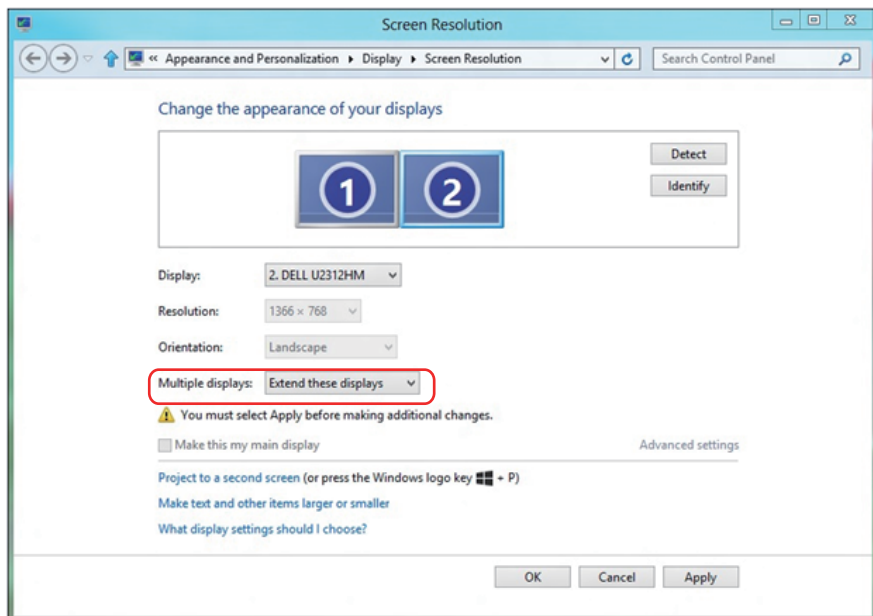 Screen Resolution
« Appearance and Personalization ▸ Display ▸ Screen Resolution
Search Control Panel
Change the appearance of your displays
1
2
Detect
Identify
Display: 2. DELL U2312HM
Resolution: 1366 × 768
Orientation: Landscape
Multiple displays: Extend these displays
You must select Apply before making additional changes.
Make this my main display
Advanced settings
Project to a second screen (or press the Windows logo key + P)
Make text and other items larger or smaller
What display settings should I choose?
OK
Cancel
Apply